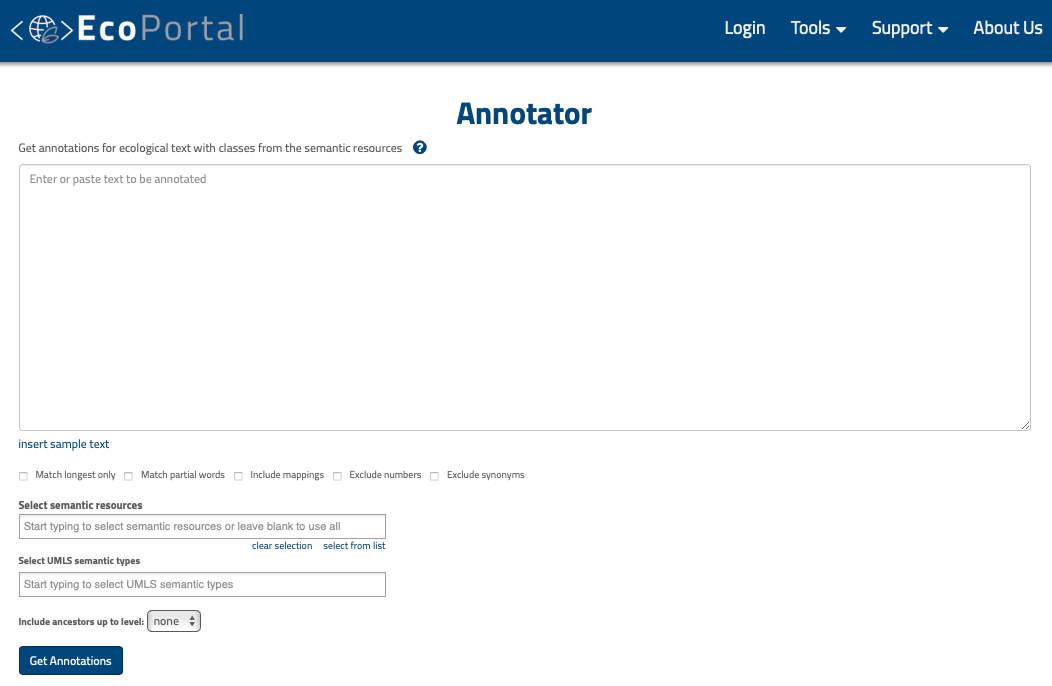 <EcoPortal> Login Tools Support About Us
Annotator
Get annotations for ecological text with classes from the semantic resources ?
Enter or paste text to be annotated
insert sample text
Match longest only Match partial words Include mappings Exclude numbers Exclude synonyms
Select semantic resources
Start typing to select semantic resources or leave blank to use all
clear selection select from list
Select UMLS semantic types
Start typing to select UMLS semantic types
Include ancestors up to level: none
Get Annotations